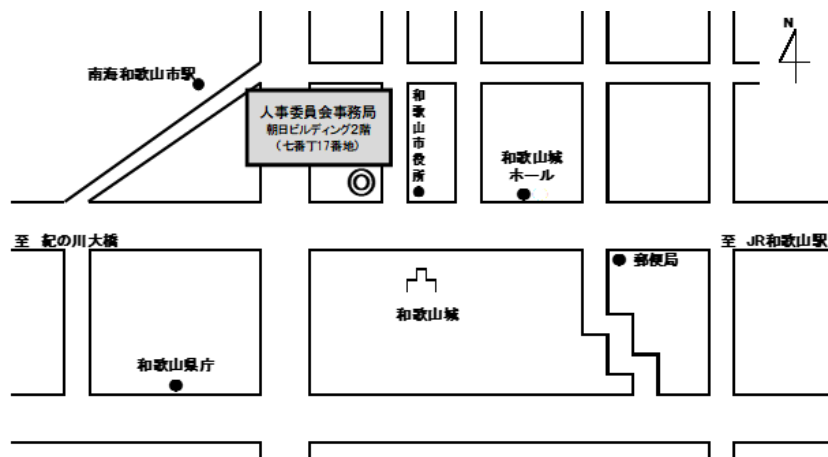 N
南海和歌山市駅
人事委員会事務局
朝日ビルディング2階
（七番丁17番地）
和歌山市役所
和歌山城
ホール
至 紀の川大橋
至 JR和歌山駅
郵便局
和歌山城
和歌山県庁